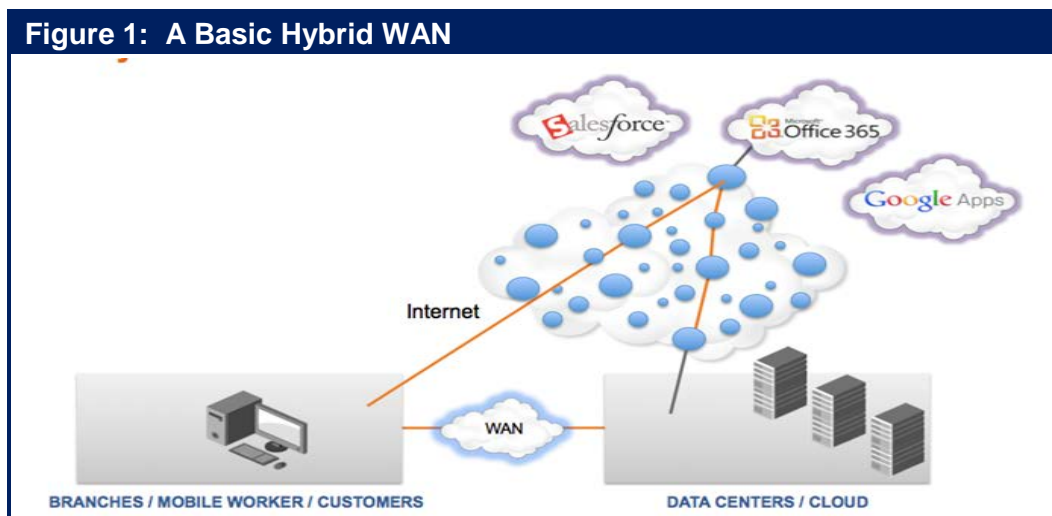 Figure 1: A Basic Hybrid WAN
salesforce
Microsoft
Office 365
Google Apps
Internet
WAN
BRANCHES / MOBILE WORKER / CUSTOMERS
DATA CENTERS / CLOUD